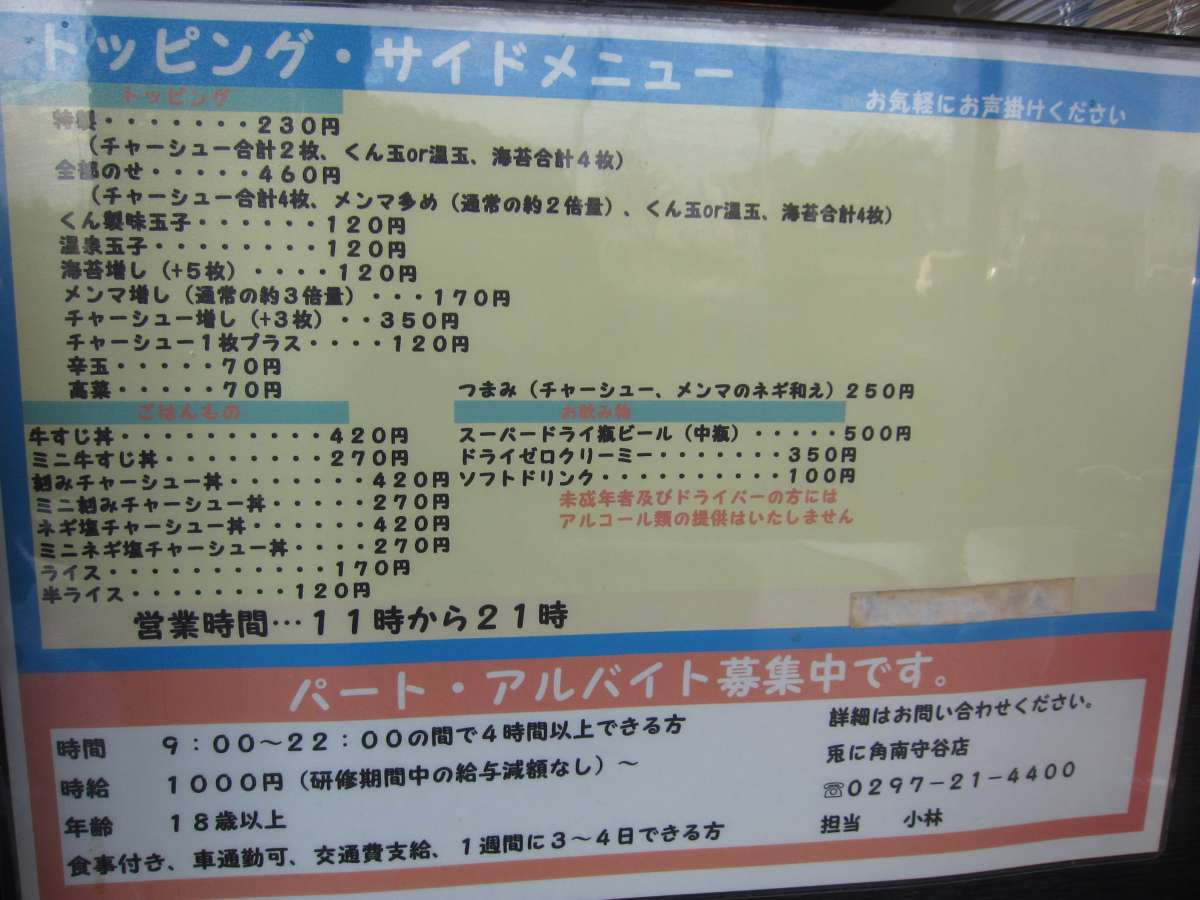 トッピング・サイドメニュー
お気軽にお声掛けください
トッピング
特製・・・・・・・２３０円
（チャーシュー合計２枚、くん玉or温玉、海苔合計４枚）
全部のせ・・・・・４６０円
（チャーシュー合計4枚、メンマ多め（通常の約２倍量）、くん玉or温玉、海苔合計4枚）
くん製味玉子・・・・・・１２０円
温泉玉子・・・・・・・・１２０円
海苔増し（+５枚）・・・・１２０円
メンマ増し（通常の約３倍量）・・・１７０円
チャーシュー増し（+３枚）・・３５０円
チャーシュー１枚プラス・・・・１２０円
辛玉・・・・・７０円
高菜・・・・・７０円
つまみ（チャーシュー、メンマのネギ和え）２５０円
ごはんもの
牛すじ丼・・・・・・・・・・４２０円
ミニ牛すじ丼・・・・・・・・２７０円
刻みチャーシュー丼・・・・・・・４２０円
ミニ刻みチャーシュー丼・・・・・２７０円
ネギ塩チャーシュー丼・・・・・・４２０円
ミニネギ塩チャーシュー丼・・・・２７０円
ライス・・・・・・・・・・・１７０円
半ライス・・・・・・・・１２０円
お飲み物
スーパードライ瓶ビール（中瓶）・・・・・５００円
ドライゼロクリーミー・・・・・・・３５０円
ソフトドリンク・・・・・・・・・・１００円
未成年者及びドライバーの方には
アルコール類の提供はいたしません
営業時間…１１時から２１時
パート・アルバイト募集中です。
時間　９：００～２２：００の間で４時間以上できる方
時給　１０００円（研修期間中の給与減額なし）～
年齢　１８歳以上
食事付き、車通勤可、交通費支給、１週間に３～４日できる方
詳細はお問い合わせください。
兎に角南守谷店
☎０２９７－２１－４４００
担当　小林